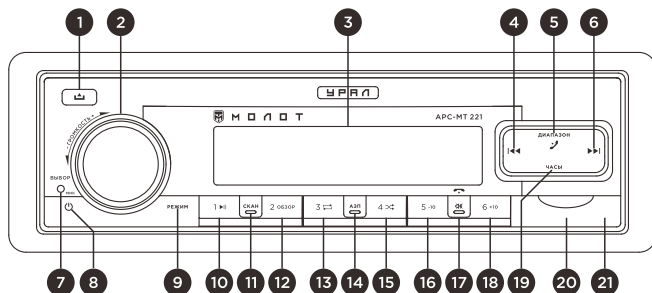 1 2 3 4 5 6
УРАЛ
МОЛОТ АРС-МТ 221
ГРОМКОСТЬ
ДИАПАЗОН
ЧАСЫ
ВЫБОР
РЕЖИМ 1 СКАН 2 ОБЗОР 3 АЗП 4 5 -10 6 +10
7 8 9 10 11 12 13 14 15 16 17 18 19 20 21